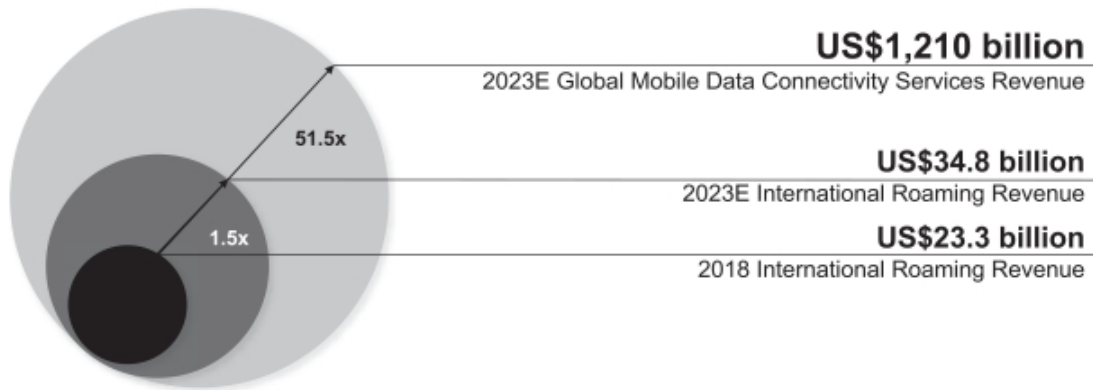 US$1,210 billion
2023E Global Mobile Data Connectivity Services Revenue
51.5x
US$34.8 billion
2023E International Roaming Revenue
1.5x
US$23.3 billion
2018 International Roaming Revenue